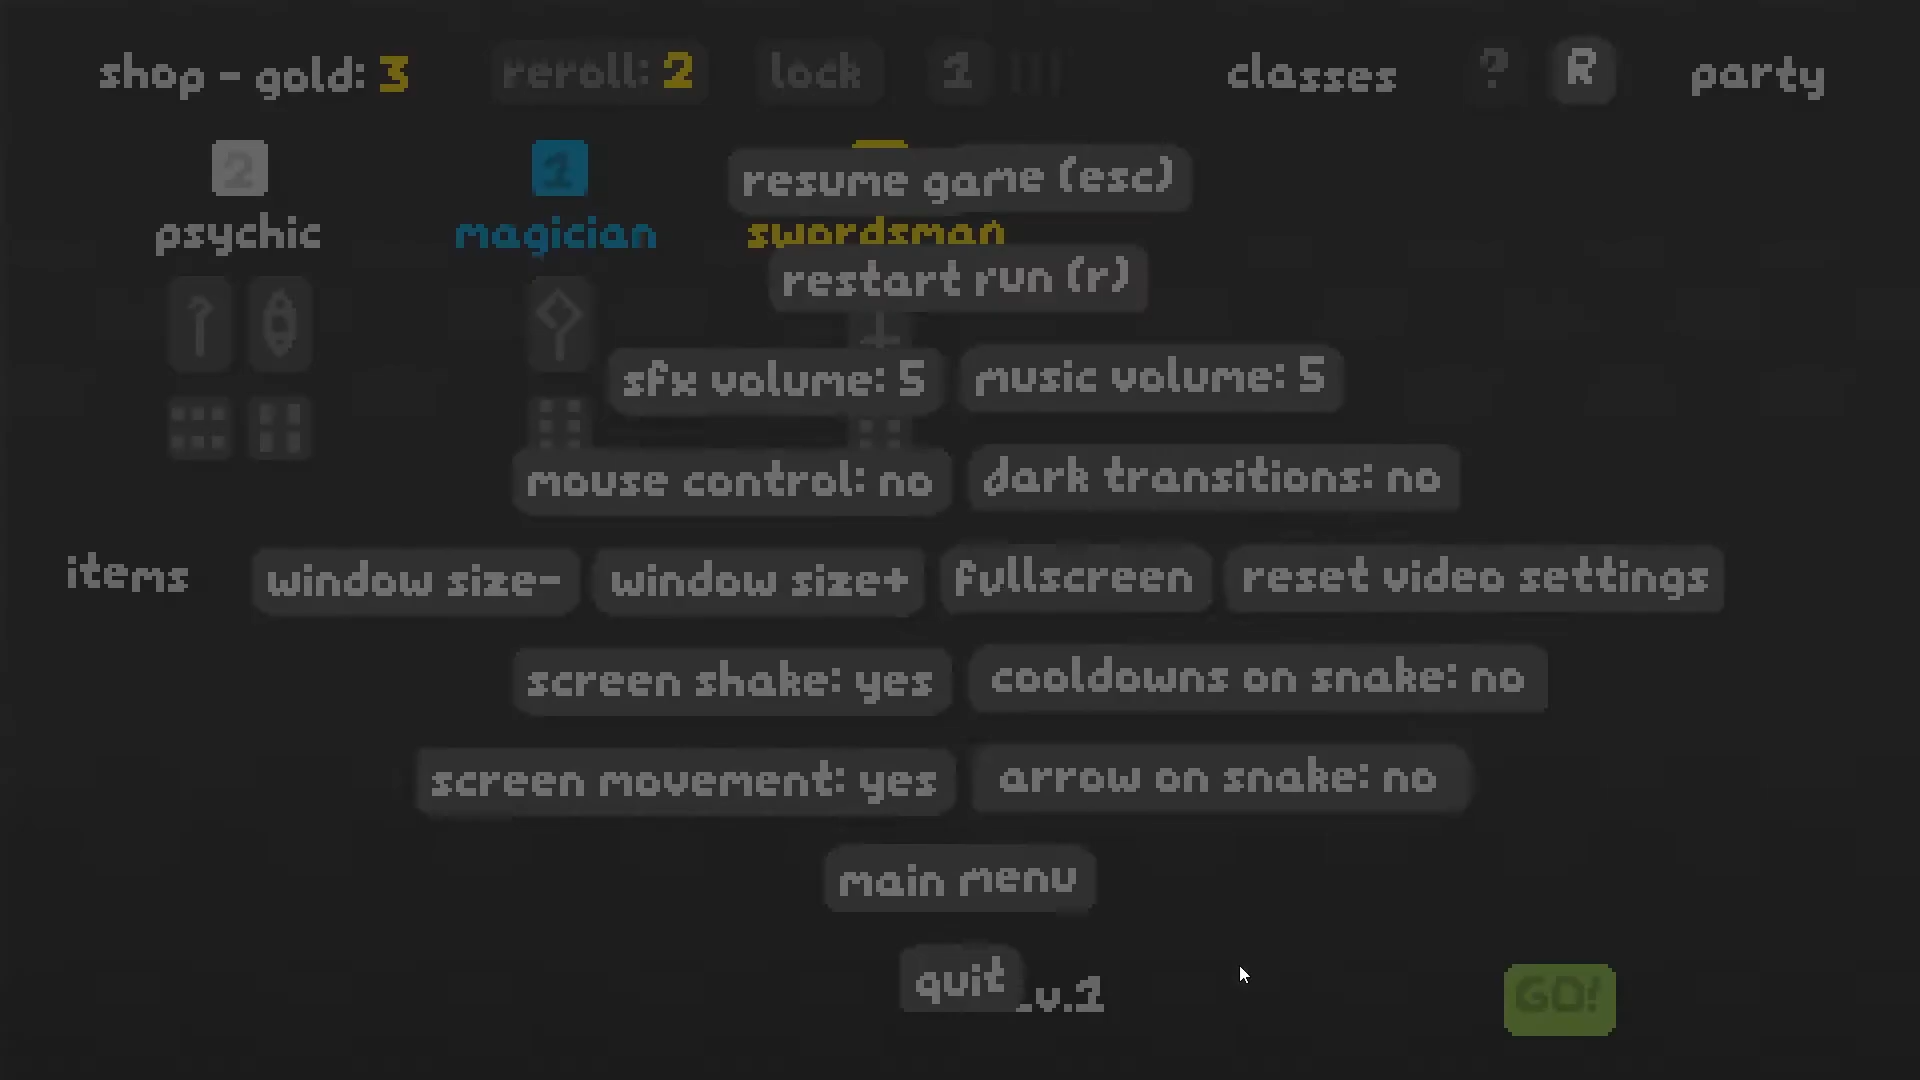 shop - gold: 3 reroll: 2 lock 1 classes ? R party
2 1
resume game (esc)
psychic magician swordsman
restart run (r)
sfx volume: 5 music volume: 5
mouse control: no dark transitions: no
items window size- window size+ fullscreen reset video settings
screen shake: yes cooldowns on snake: no
screen movement: yes arrow on snake: no
main menu
quit v.1 GO!